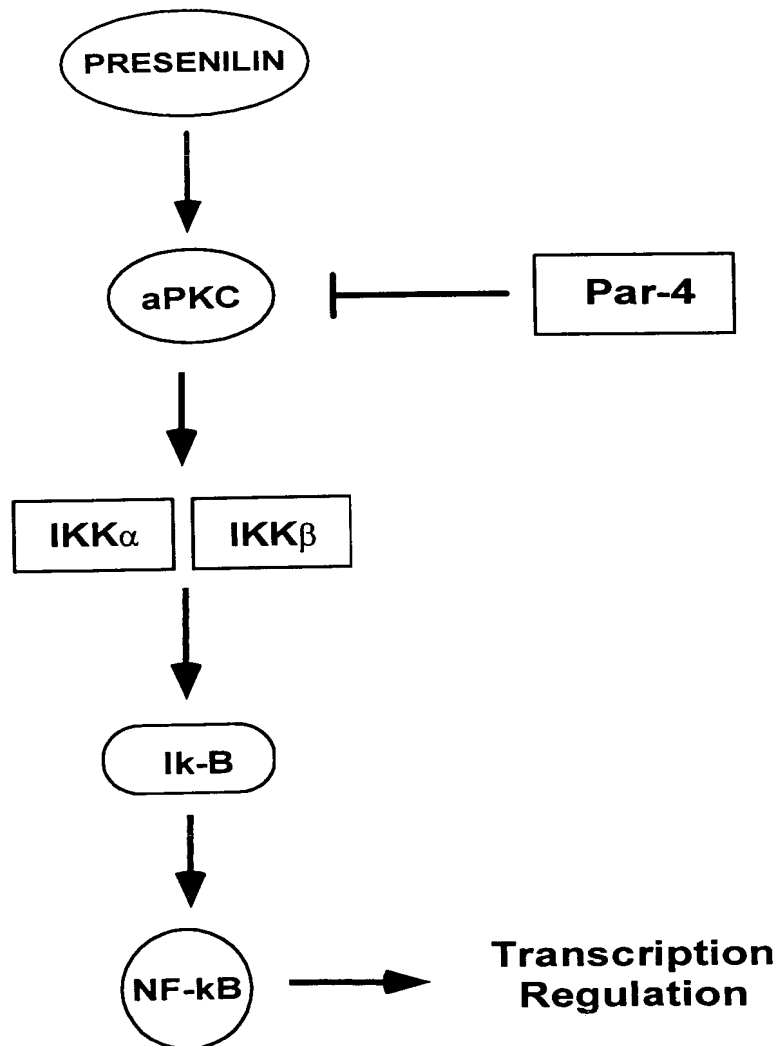 PRESENILIN
aPKC
Par-4
IKKα
IKKβ
Ik-B
NF-kB
Transcription
Regulation